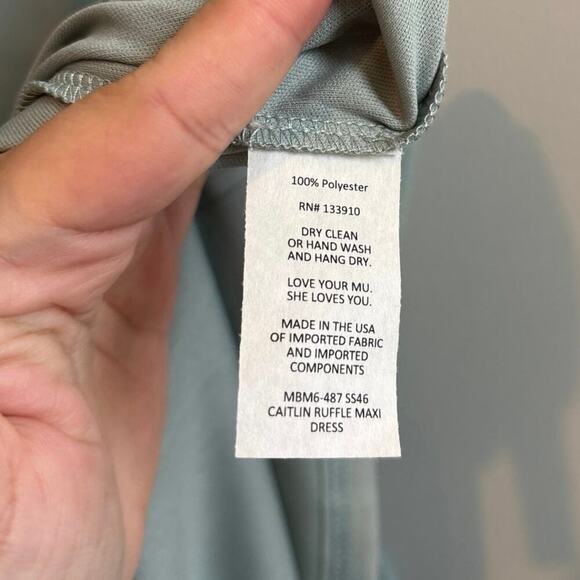 100% Polyester
RN# 133910
DRY CLEAN
OR HAND WASH
AND HANG DRY.
LOVE YOUR MU.
SHE LOVES YOU.
MADE IN THE USA
OF IMPORTED FABRIC
AND IMPORTED
COMPONENTS
MBM6-487 SS46
CAITLIN RUFFLE MAXI
DRESS